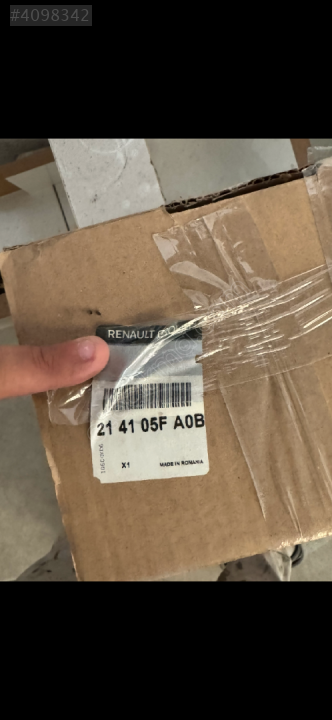 #4098342
RENAULT
21 41 05F A0B
X1
MADE IN ROMANIA